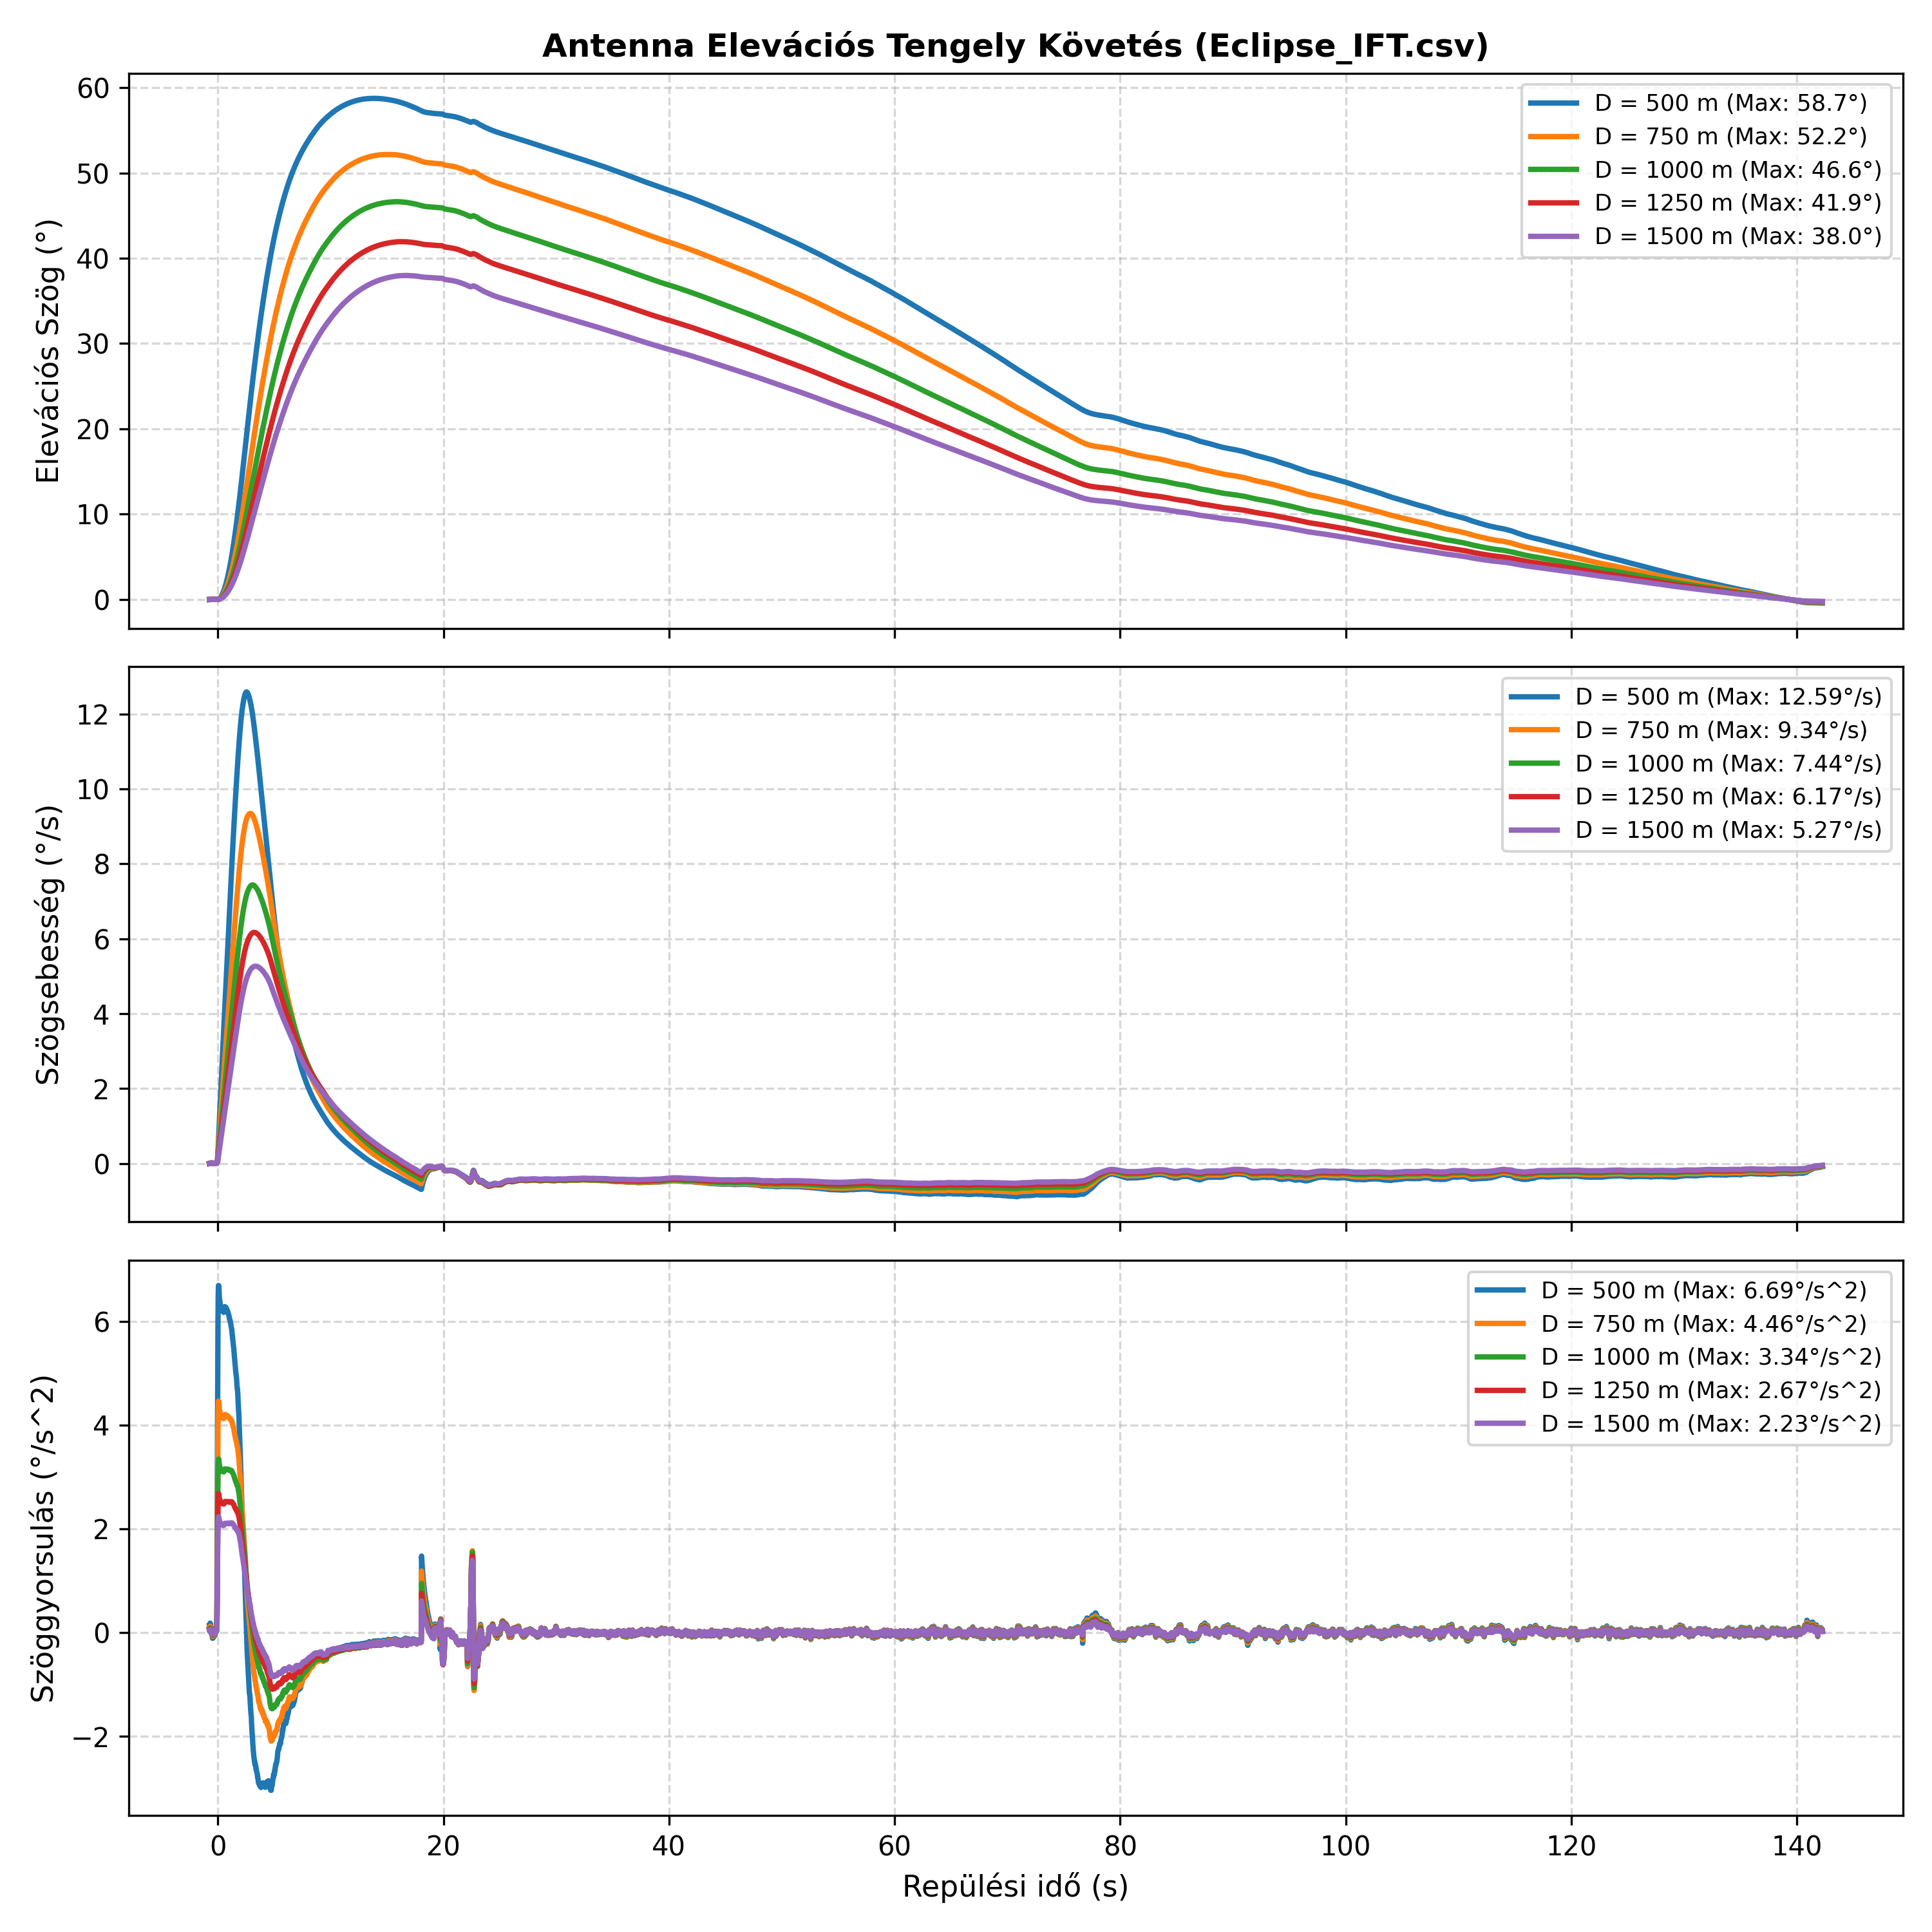 Antenna Elevációs Tengely Követés (Eclipse_IFT.csv)
Elevációs Szög (°)
60
50
40
30
20
10
0
D = 500 m (Max: 58.7°)
D = 750 m (Max: 52.2°)
D = 1000 m (Max: 46.6°)
D = 1250 m (Max: 41.9°)
D = 1500 m (Max: 38.0°)
Szögsebesség (°/s)
12
10
8
6
4
2
0
D = 500 m (Max: 12.59°/s)
D = 750 m (Max: 9.34°/s)
D = 1000 m (Max: 7.44°/s)
D = 1250 m (Max: 6.17°/s)
D = 1500 m (Max: 5.27°/s)
Szöggyorsulás (°/s^2)
6
4
2
0
−2
D = 500 m (Max: 6.69°/s^2)
D = 750 m (Max: 4.46°/s^2)
D = 1000 m (Max: 3.34°/s^2)
D = 1250 m (Max: 2.67°/s^2)
D = 1500 m (Max: 2.23°/s^2)
0 20 40 60 80 100 120 140
Repülési idő (s)